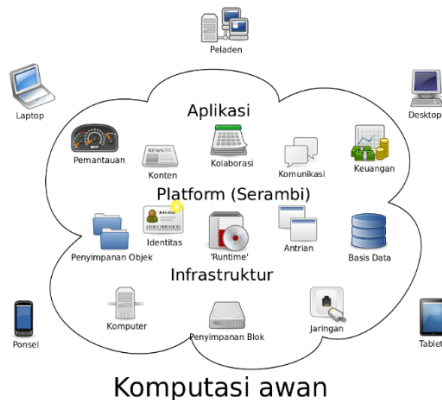 Peladen
Laptop
Desktop
Aplikasi
Pemantauan
NEWS
Konten
Kolaborasi
Komunikasi
Keuangan
Platform (Serambi)
Penyimpanan Objek
Identitas
'Runtime'
Antrian
Basis Data
Infrastruktur
Komputer
Penyimpanan Blok
Jaringan
Ponsel
Tablet
Komputasi awan